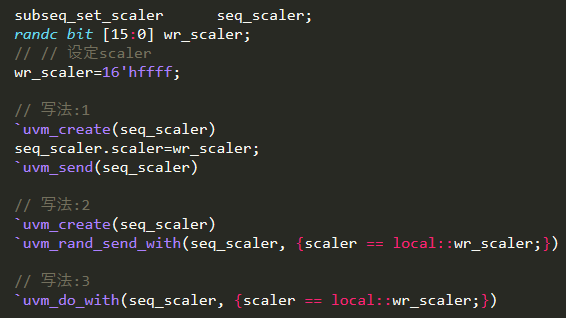 subseq_set_scaler      seq_scaler;
randc bit [15:0] wr_scaler;
// // 设定scaler
wr_scaler=16'hffff;
// 写法:1
`uvm_create(seq_scaler)
seq_scaler.scaler=wr_scaler;
`uvm_send(seq_scaler)
// 写法:2
`uvm_create(seq_scaler)
`uvm_rand_send_with(seq_scaler, {scaler == local::wr_scaler;})
// 写法:3
`uvm_do_with(seq_scaler, {scaler == local::wr_scaler;})